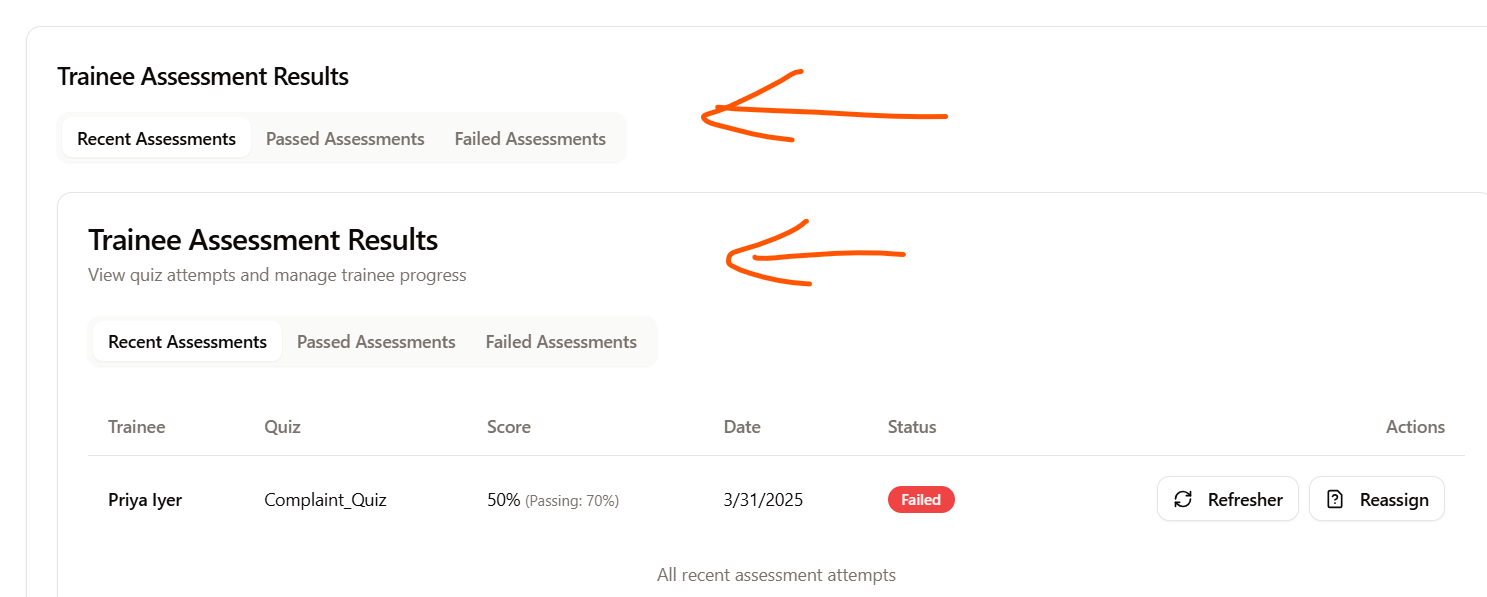 Trainee Assessment Results
Recent Assessments Passed Assessments Failed Assessments
Trainee Assessment Results
View quiz attempts and manage trainee progress
Recent Assessments Passed Assessments Failed Assessments
Trainee Quiz Score Date Status Actions
Priya Iyer Complaint_Quiz 50% (Passing: 70%) 3/31/2025 Failed Refresher Reassign
All recent assessment attempts